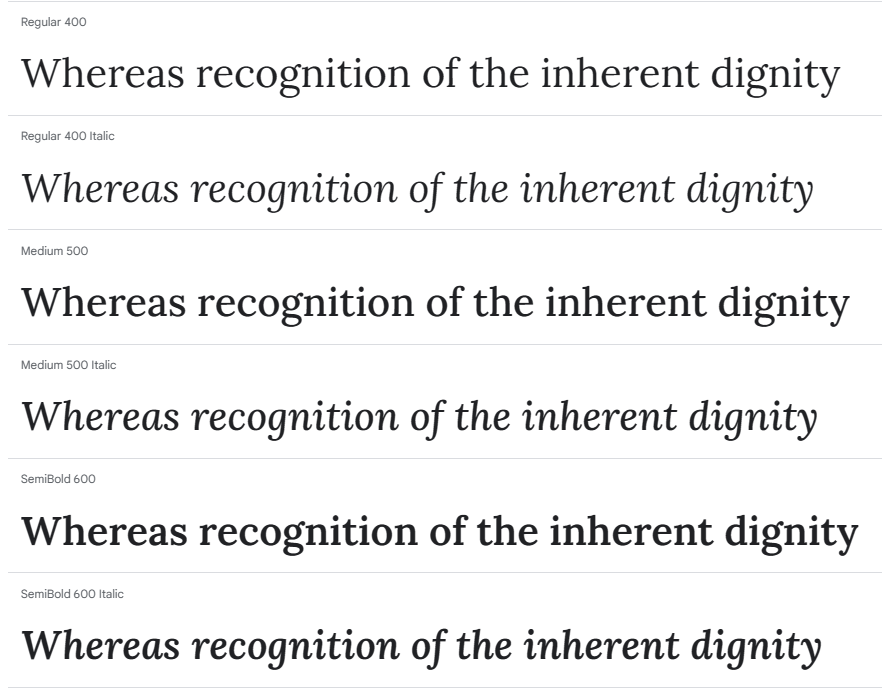 Regular 400
Whereas recognition of the inherent dignity
Regular 400 Italic
Whereas recognition of the inherent dignity
Medium 500
Whereas recognition of the inherent dignity
Medium 500 Italic
Whereas recognition of the inherent dignity
SemiBold 600
Whereas recognition of the inherent dignity
SemiBold 600 Italic
Whereas recognition of the inherent dignity